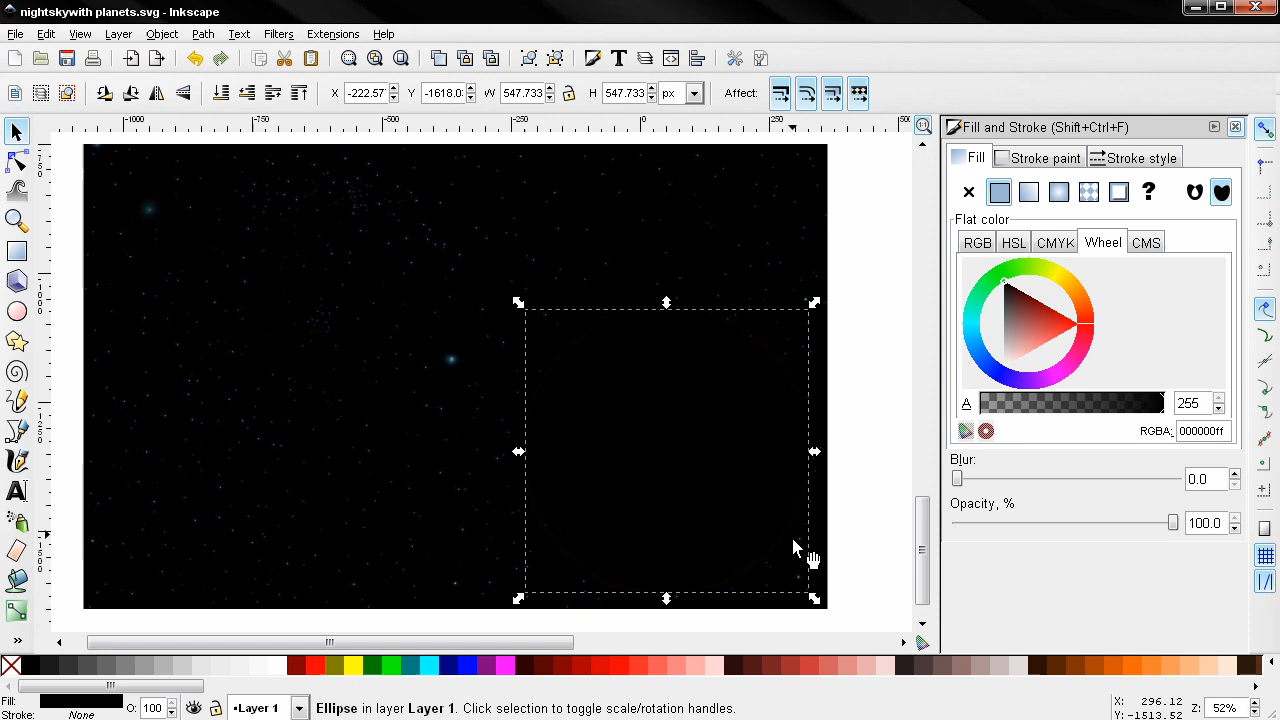 nightskywith planets.svg - Inkscape
File Edit View Layer Object Path Text Filters Extensions Help
X -222.57 Y -1618.0 W 547.733 H 547.733 px Affect:
-1000 -750 -500 -250 0 250 500
Fill and Stroke (Shift+Ctrl+F)
Fill Stroke paint Stroke style
?
Flat color
RGB HSL CMYK Wheel CMS
A 255
RGBA: 000000ff
Blur:
0.0
Opacity, %
100.0
Fill: O: 100 Layer 1 Ellipse in layer Layer 1. Click selection to toggle scale/rotation handles. X: 296.12 Z: 52%
Stroke: None Y: -1512.52